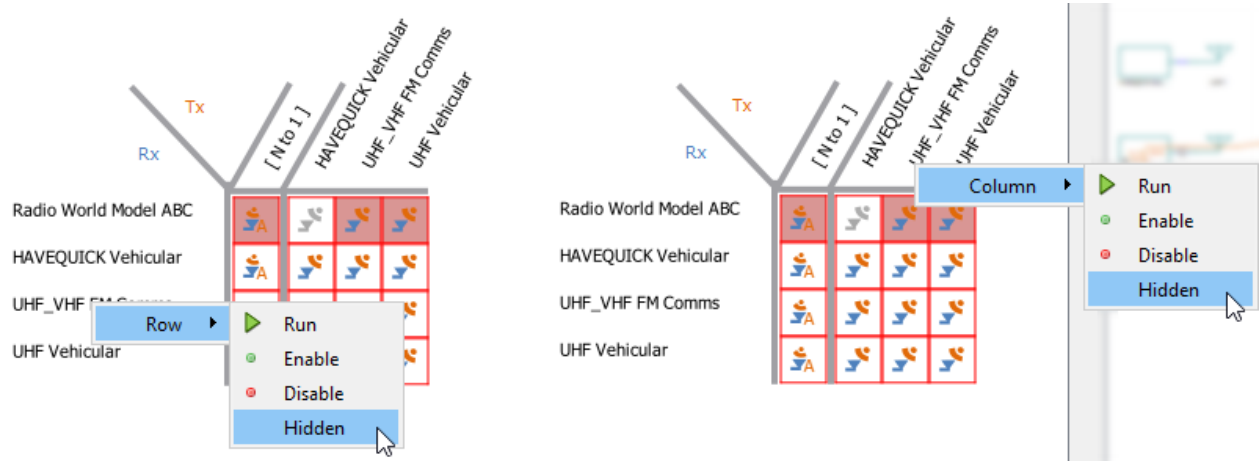 Tx
Rx
[ N to 1 ]
HAVEQUICK Vehicular
UHF_VHF FM Comms
UHF Vehicular
Radio World Model ABC
HAVEQUICK Vehicular
UHF_VHF FM Comms
UHF Vehicular
Row
Run
Enable
Disable
Hidden
Tx
Rx
[ N to 1 ]
HAVEQUICK Vehicular
UHF_VHF FM Comms
UHF Vehicular
Radio World Model ABC
HAVEQUICK Vehicular
UHF_VHF FM Comms
UHF Vehicular
Column
Run
Enable
Disable
Hidden